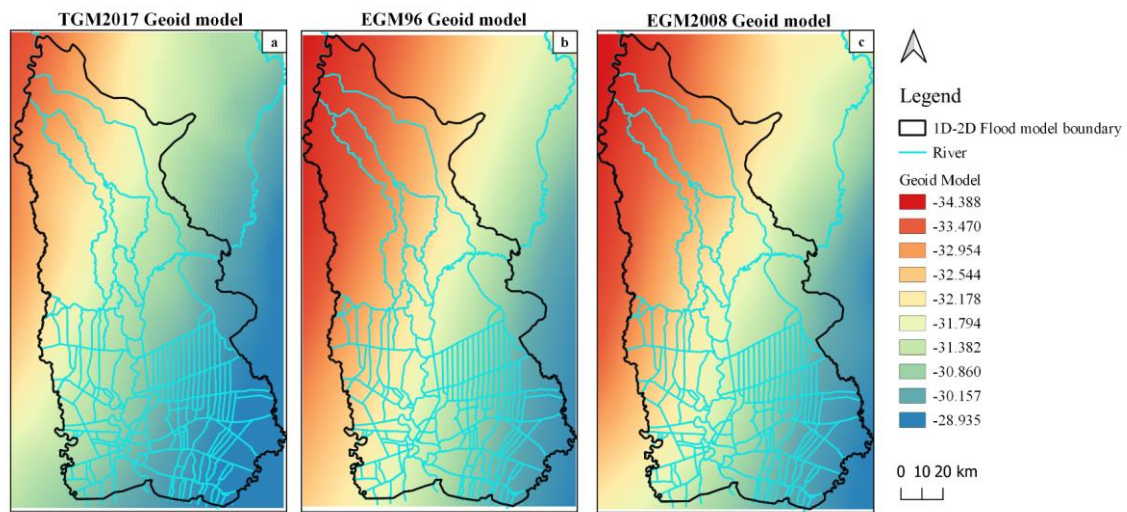 TGM2017 Geoid model
EGM96 Geoid model
EGM2008 Geoid model
a
b
c
Legend
1D-2D Flood model boundary
River
Geoid Model
-34.388
-33.470
-32.954
-32.544
-32.178
-31.794
-31.382
-30.860
-30.157
-28.935
0 10 20 km